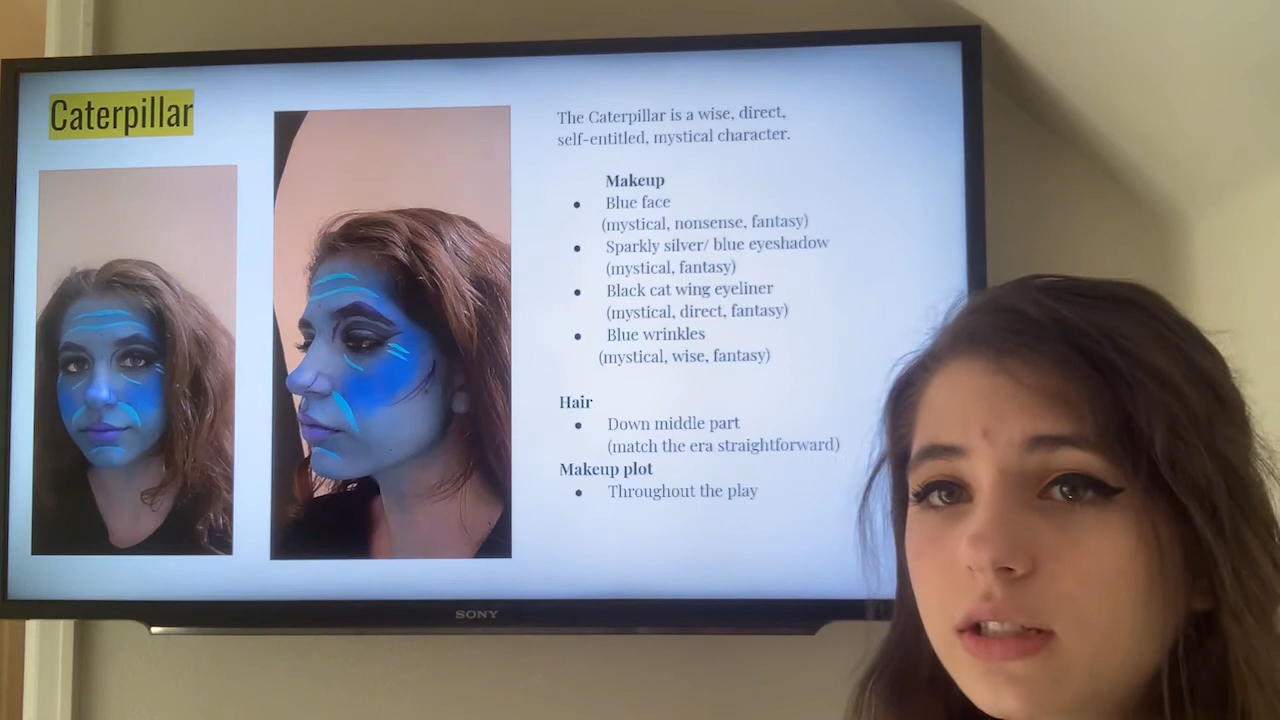 Caterpillar
The Caterpillar is a wise, direct,
self-entitled, mystical character.
Makeup
• Blue face
(mystical, nonsense, fantasy)
• Sparkly silver/ blue eyeshadow
(mystical, fantasy)
• Black cat wing eyeliner
(mystical, direct, fantasy)
• Blue wrinkles
(mystical, wise, fantasy)
Hair
• Down middle part
(match the era straightforward)
Makeup plot
• Throughout the play
SONY